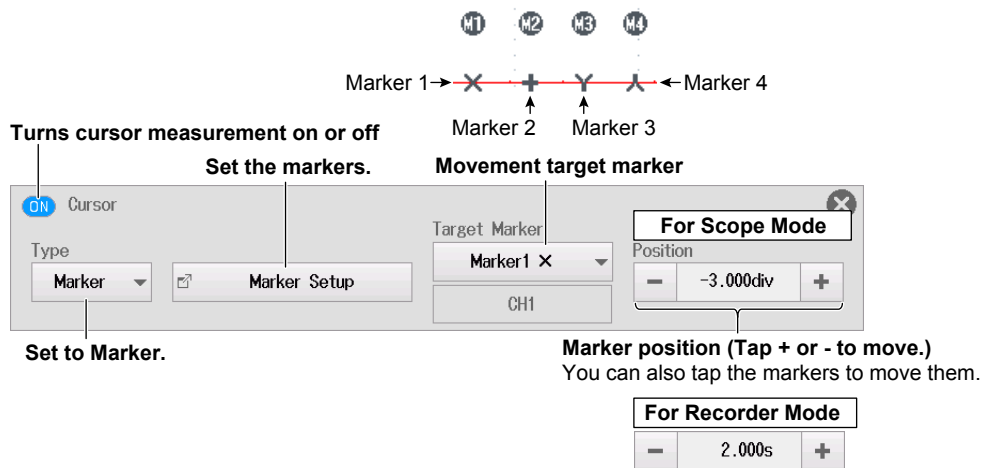 M1 M2 M3 M4
Marker 1
Marker 4
Marker 2 Marker 3
Turns cursor measurement on or off
Set the markers.
Movement target marker
ON Cursor
For Scope Mode
Type
Target Marker
Position
Marker
Marker Setup
Marker1 ×
− -3.000div +
CH1
Set to Marker.
Marker position (Tap + or - to move.)
You can also tap the markers to move them.
For Recorder Mode
− 2.000s +